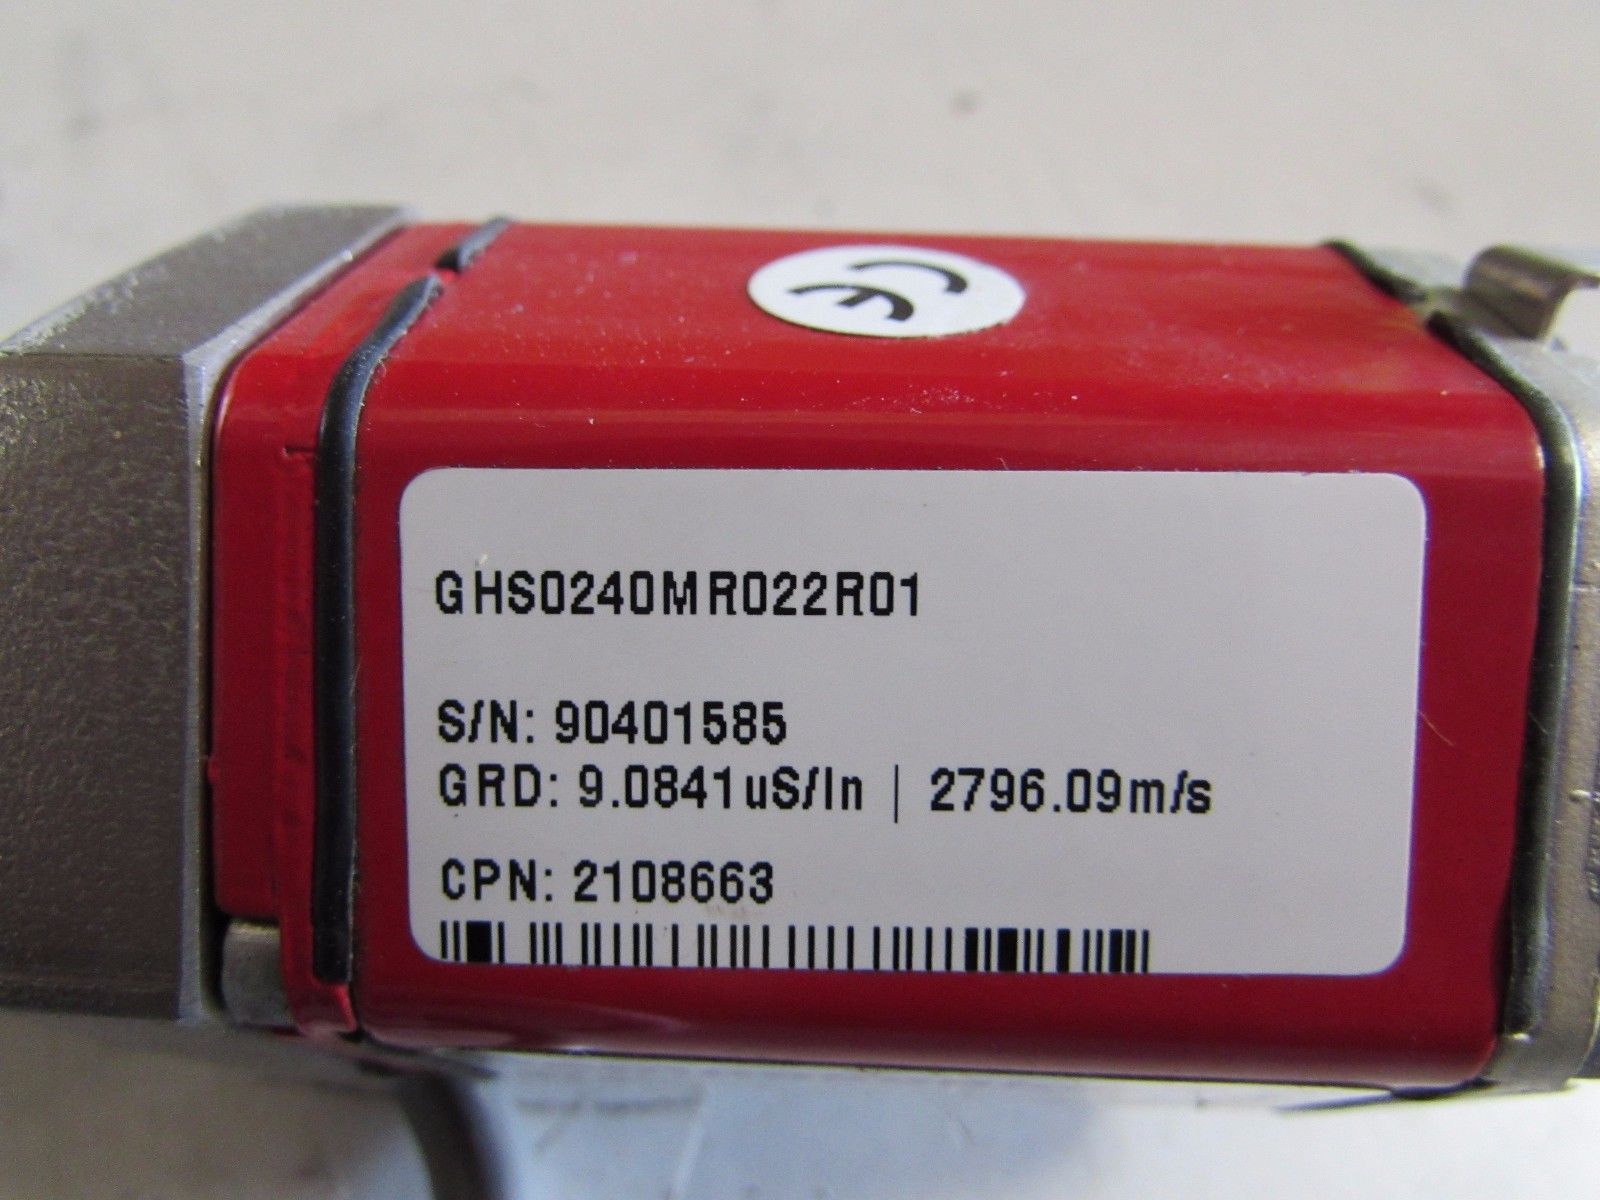 CE
GHS0240MR022R01
S/N: 90401585
GRD: 9.0841uS/In | 2796.09m/s
CPN: 2108663